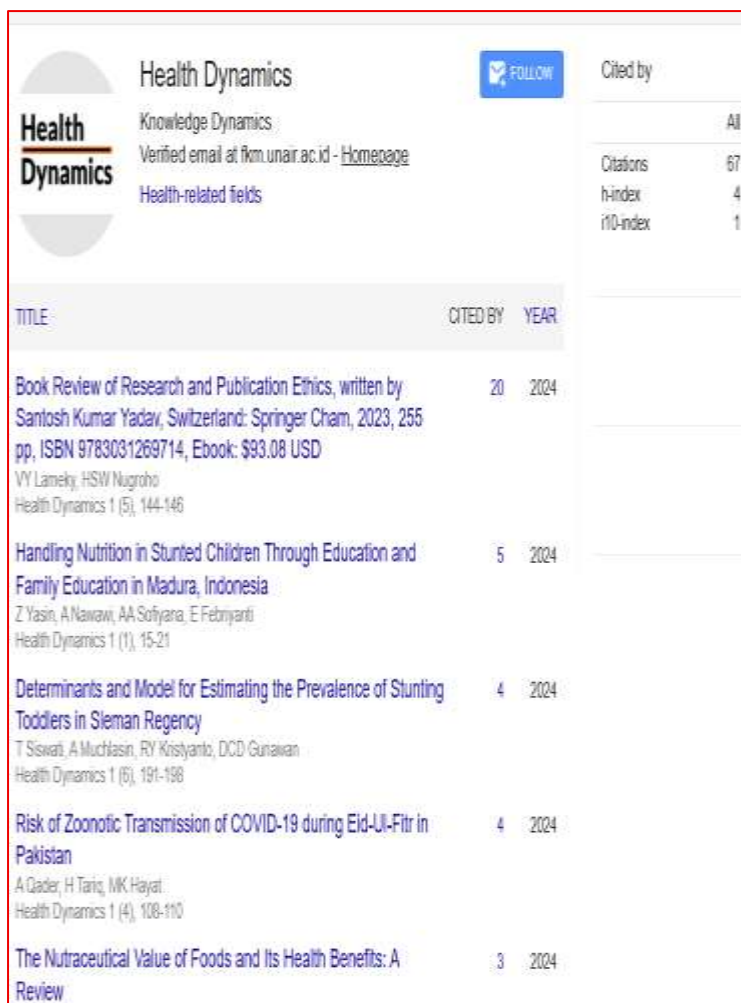 Health Dynamics
FOLLOW
Health
Dynamics
Knowledge Dynamics
Verified email at fkm.unair.ac.id - Homepage
Health-related fields
Cited by
All
Citations 67
h-index 4
i10-index 1
TITLE CITED BY YEAR
Book Review of Research and Publication Ethics, written by 20 2024
Santosh Kumar Yadav, Switzerland: Springer Cham, 2023, 255
pp, ISBN 9783031269714, Ebook: $93.08 USD
VY Lameky, HSW Nugroho
Health Dynamics 1 (5), 144-146
Handling Nutrition in Stunted Children Through Education and 5 2024
Family Education in Madura, Indonesia
Z Yasin, A Nawawi, AA Sofiyana, E Febriyanti
Health Dynamics 1 (1), 15-21
Determinants and Model for Estimating the Prevalence of Stunting 4 2024
Toddlers in Sleman Regency
T Siswati, A Muchlasin, RY Kristyanto, DCD Gunawan
Health Dynamics 1 (6), 191-198
Risk of Zoonotic Transmission of COVID-19 during Eid-Ul-Fitr in 4 2024
Pakistan
A Qader, H Tariq, MK Hayat
Health Dynamics 1 (4), 108-110
The Nutraceutical Value of Foods and Its Health Benefits: A 3 2024
Review